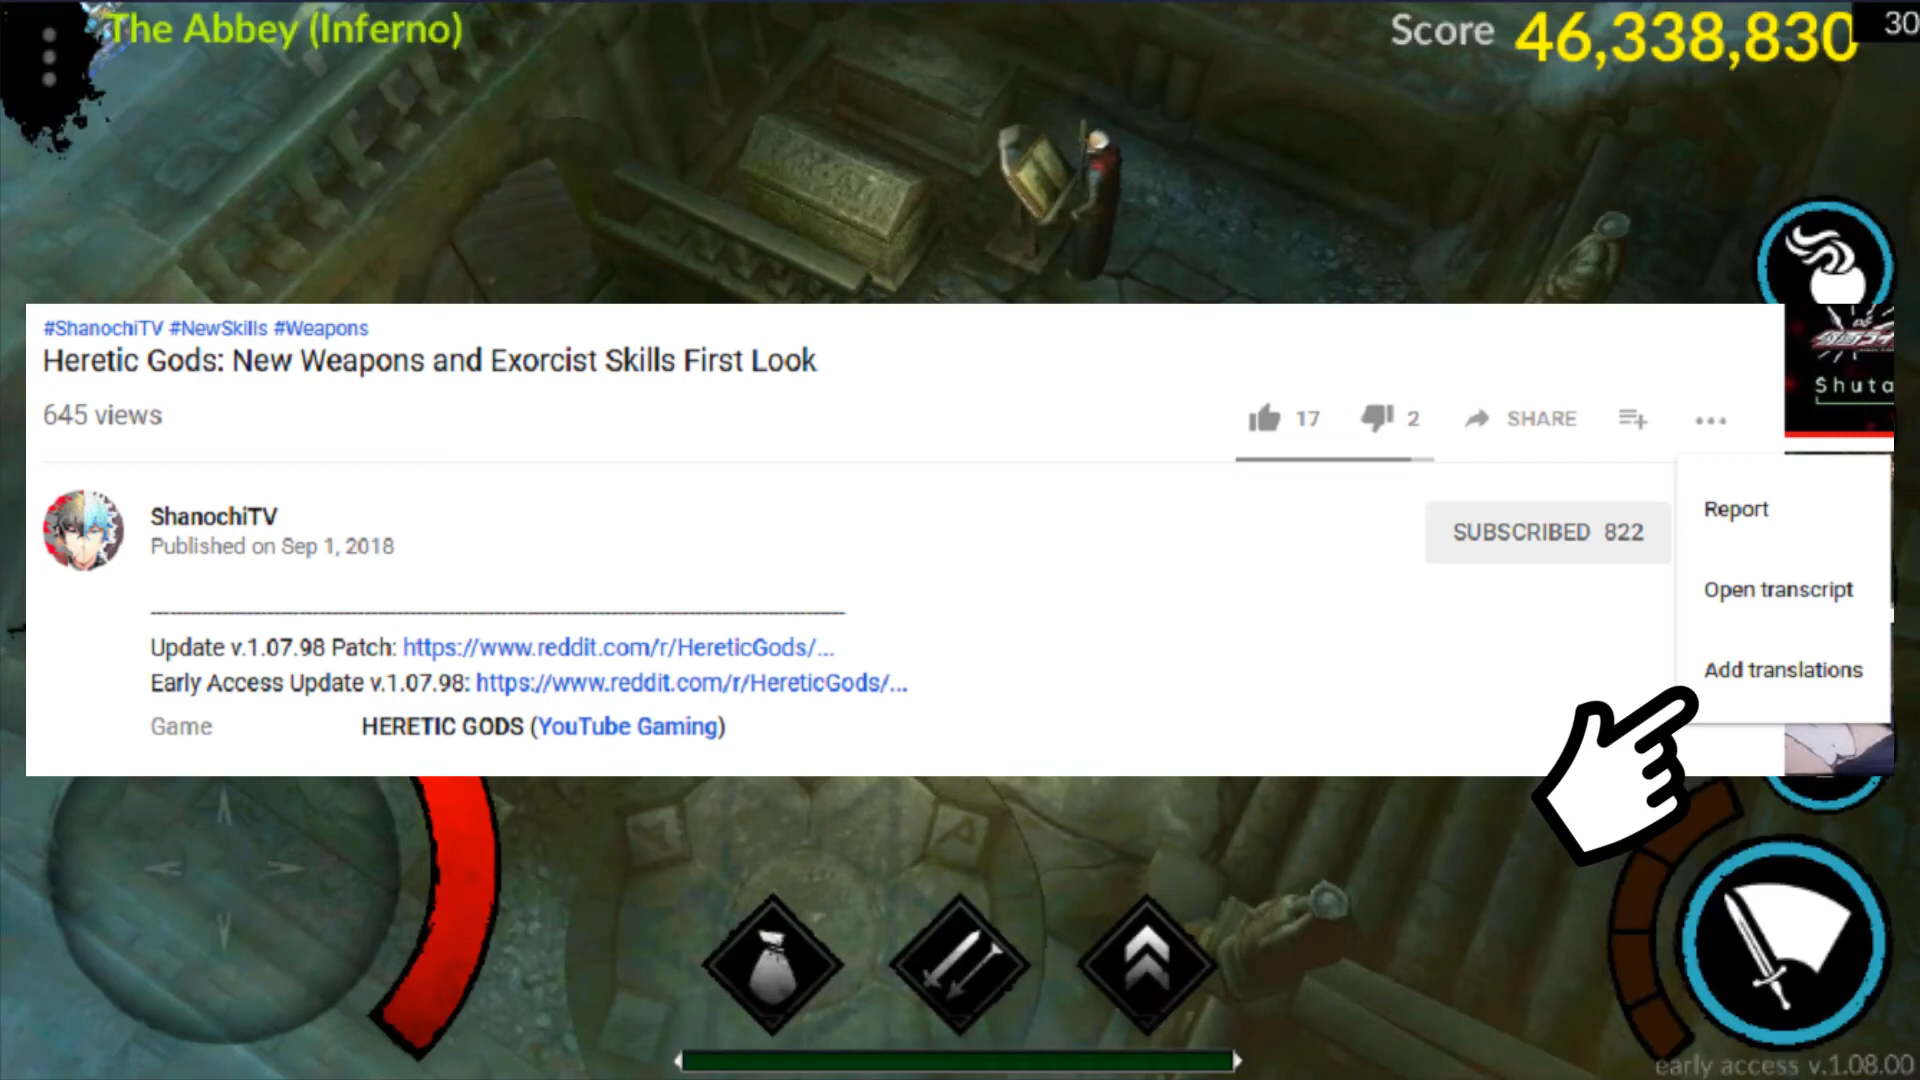 The Abbey (Inferno)
Score 46,338,830
30
#ShanochiTV #NewSkills #Weapons
Heretic Gods: New Weapons and Exorcist Skills First Look
645 views
17
2
SHARE
Shuta
ShanochiTV
Published on Sep 1, 2018
SUBSCRIBED 822
Report
Open transcript
Add translations
Update v.1.07.98 Patch: https://www.reddit.com/r/HereticGods/...
Early Access Update v.1.07.98: https://www.reddit.com/r/HereticGods/...
Game HERETIC GODS (YouTube Gaming)
early access v.1.08.00